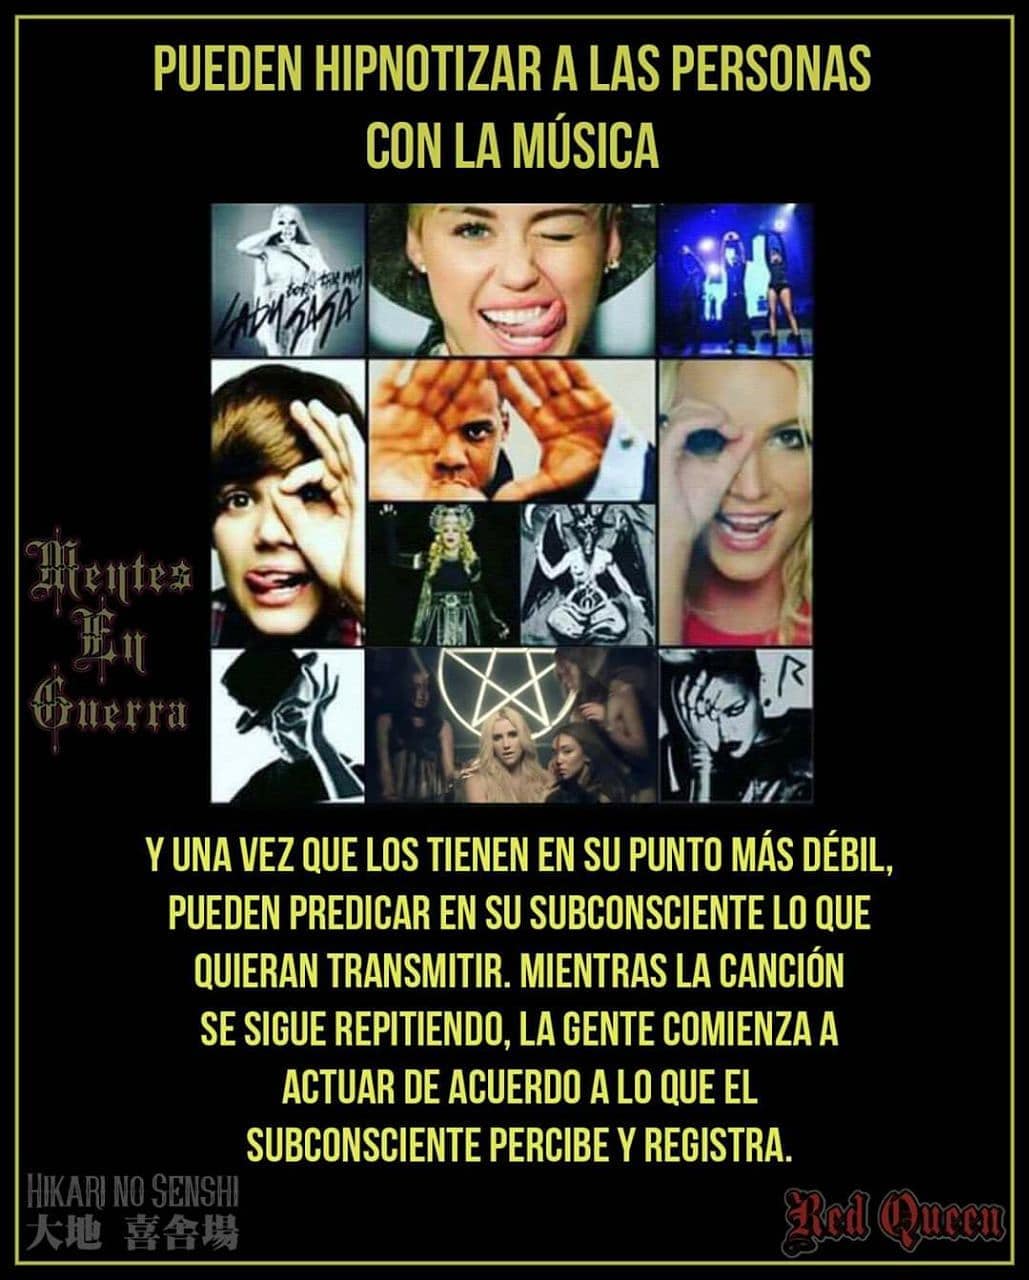 PUEDEN HIPNOTIZAR A LAS PERSONAS
CON LA MÚSICA
LADY GAGA
R
Mentes
En
Guerra
Y UNA VEZ QUE LOS TIENEN EN SU PUNTO MÁS DÉBIL,
PUEDEN PREDICAR EN SU SUBCONSCIENTE LO QUE
QUIERAN TRANSMITIR. MIENTRAS LA CANCIÓN
SE SIGUE REPITIENDO, LA GENTE COMIENZA A
ACTUAR DE ACUERDO A LO QUE EL
SUBCONSCIENTE PERCIBE Y REGISTRA.
HIKARI NO SENSHI
大地 喜舎場
Red Queen